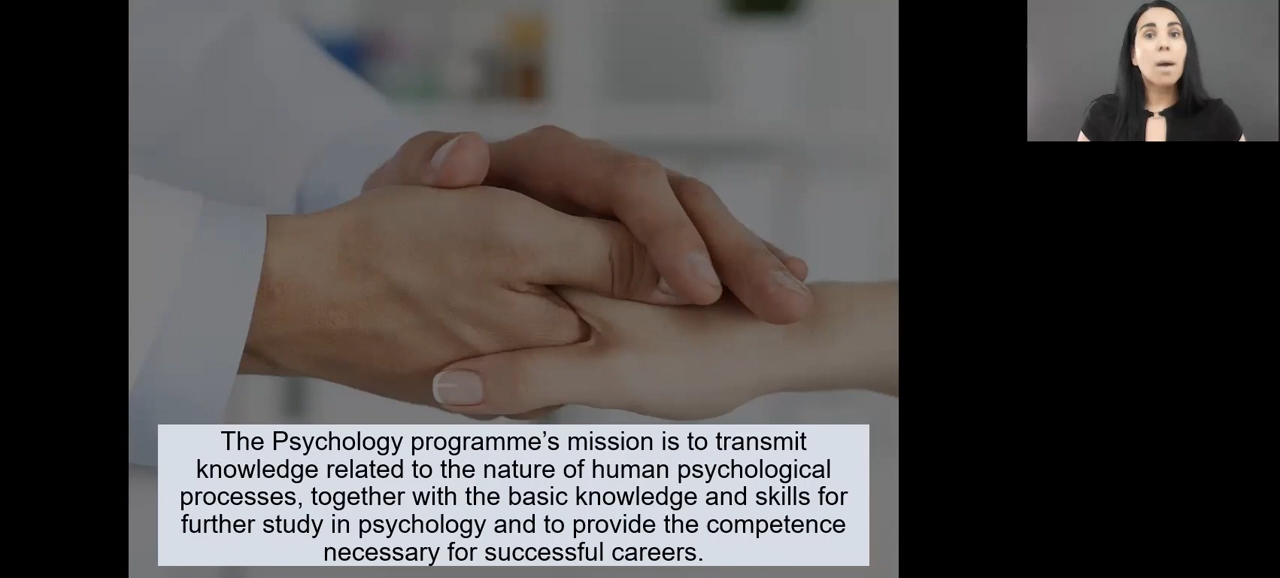 The Psychology programme’s mission is to transmit
knowledge related to the nature of human psychological
processes, together with the basic knowledge and skills for
further study in psychology and to provide the competence
necessary for successful careers.